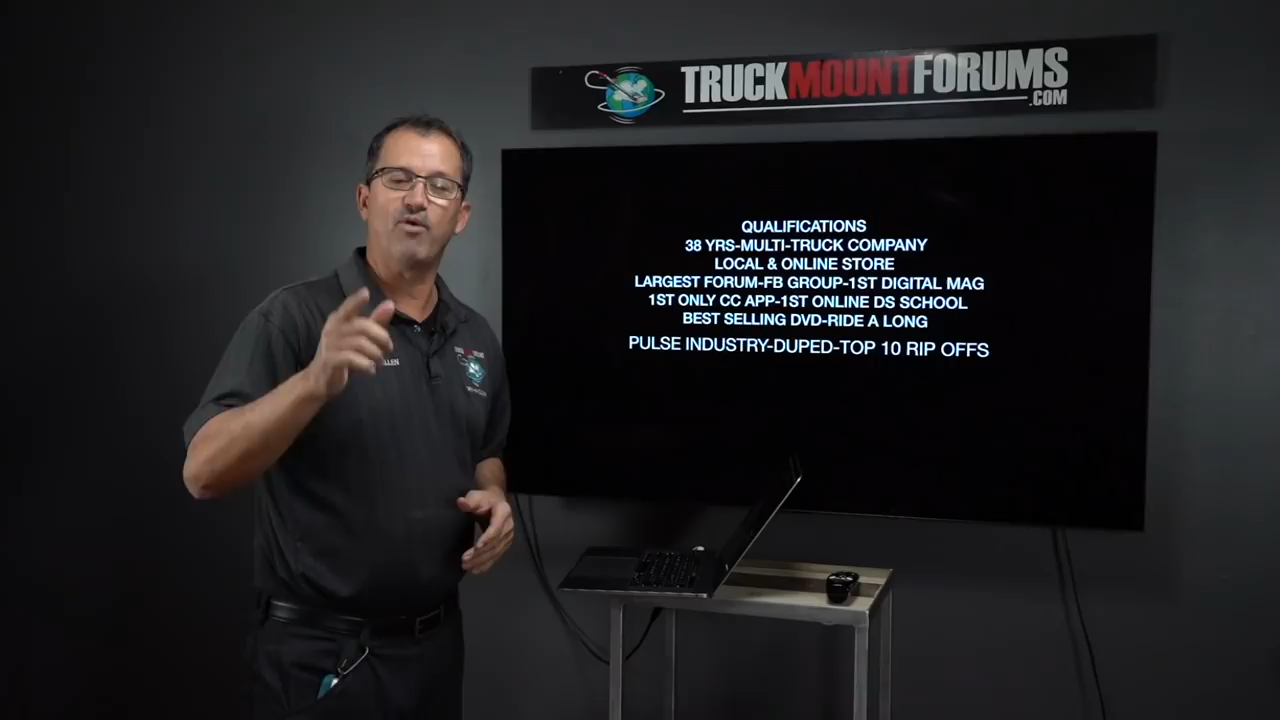 TRUCKMOUNTFORUMS
.COM
QUALIFICATIONS
38 YRS-MULTI-TRUCK COMPANY
LOCAL & ONLINE STORE
LARGEST FORUM-FB GROUP-1ST DIGITAL MAG
1ST ONLY CC APP-1ST ONLINE DS SCHOOL
BEST SELLING DVD-RIDE A LONG
PULSE INDUSTRY-DUPED-TOP 10 RIP OFFS